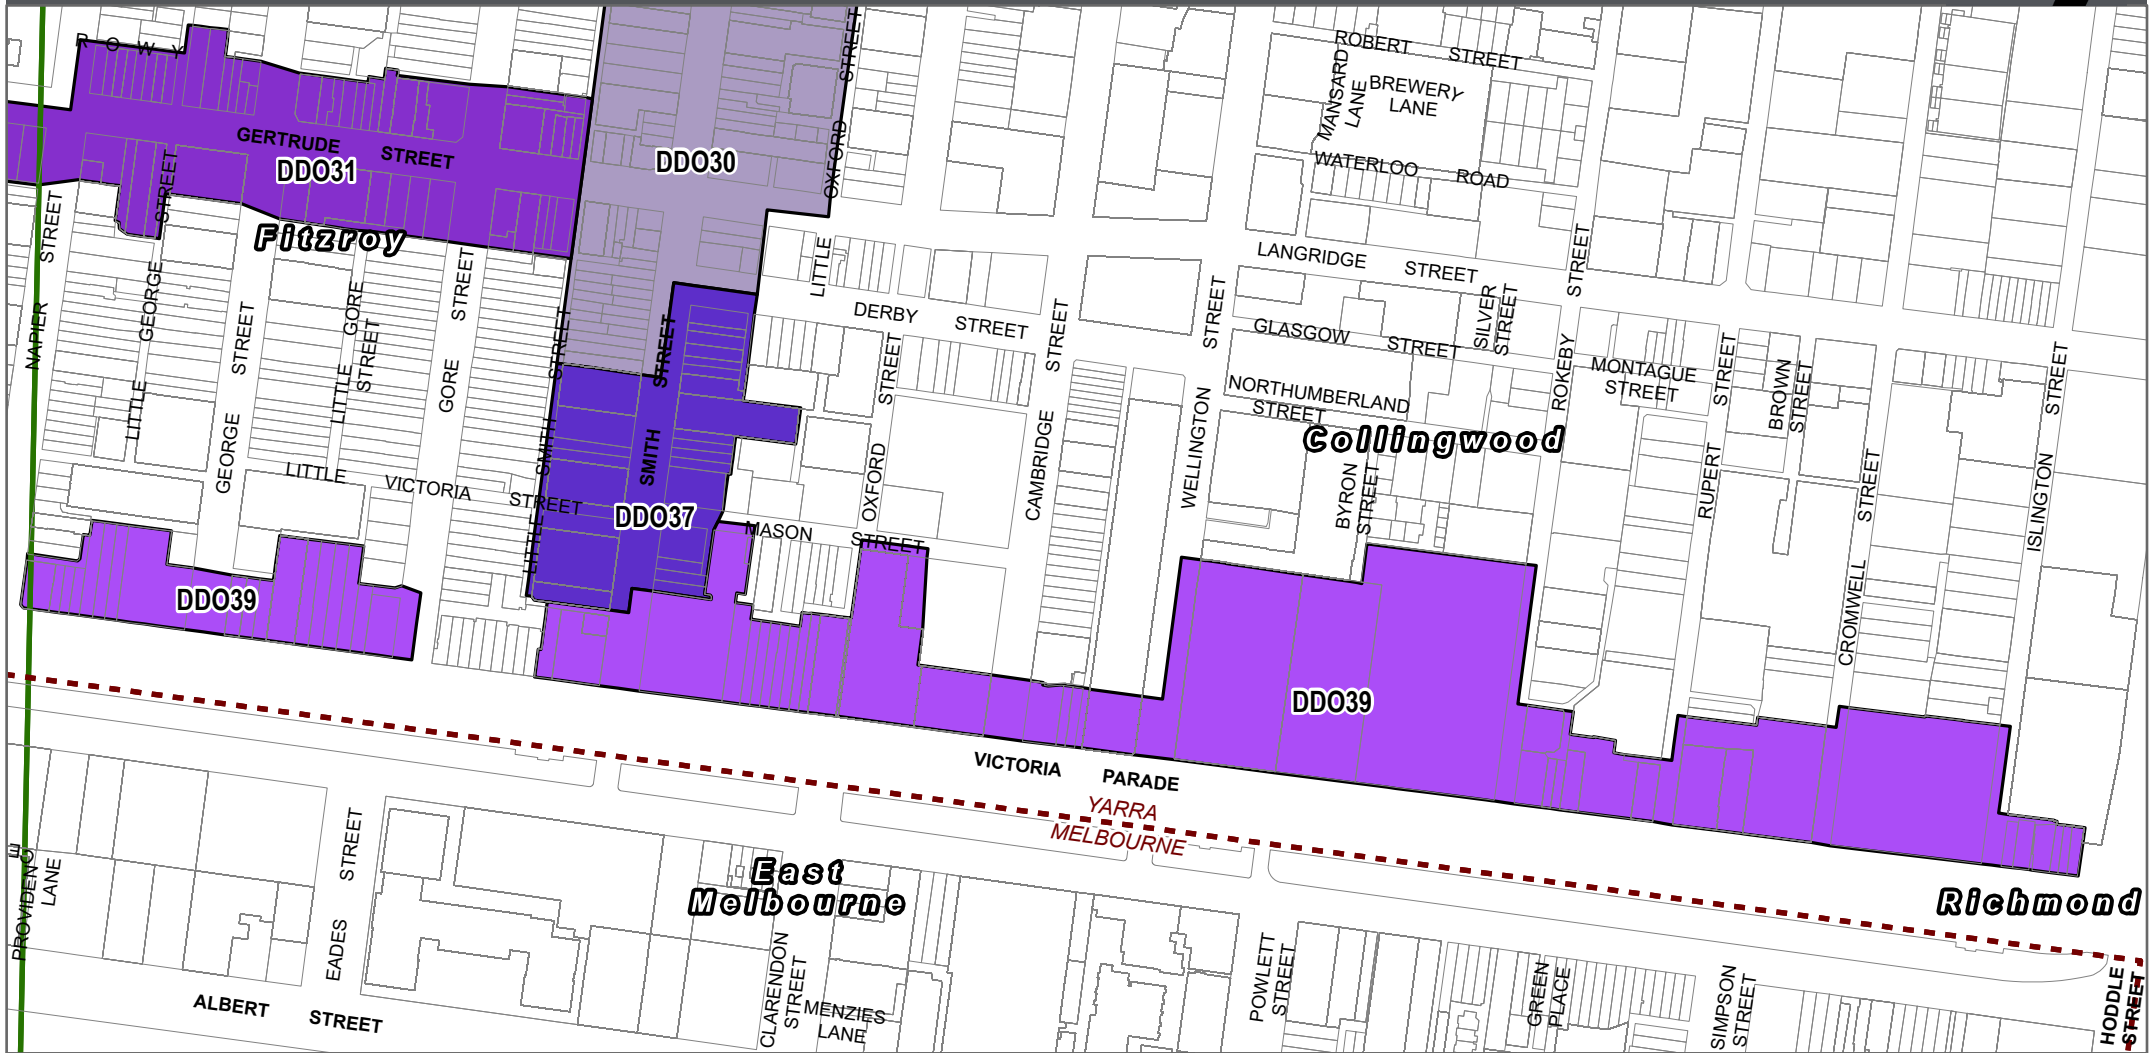 ROWY
ROBERT STREET
STREET
MANSARD
LANE
BREWERY
LANE
GERTRUDE STREET
DDO31
DDO30
OXFORD
WATERLOO ROAD
STREET
STREET
Fitzroy
LITTLE
LANGRIDGE STREET
STREET
NAPIER
GEORGE
LITTLE
STREET
GEORGE
GORE
STREET
LITTLE
STREET
GORE
STREET
SMITH
LITTLE
STREET
SMITH
DERBY STREET
STREET
OXFORD
STREET
CAMBRIDGE
STREET
WELLINGTON
GLASGOW STREET
SILVER
STREET
NORTHUMBERLAND
STREET
ROKEBY
MONTAGUE
STREET
STREET
RUPERT
BROWN
STREET
STREET
CROMWELL
STREET
ISLINGTON
Collingwood
BYRON
STREET
LITTLE VICTORIA STREET
DDO37
MASON STREET
DDO39
DDO39
VICTORIA PARADE
YARRA
MELBOURNE
PROVIDENCE
LANE
STREET
EADES
East
Melbourne
Richmond
ALBERT STREET
CLARENDON
STREET
MENZIES
LANE
POWLETT
STREET
GREEN
PLACE
SIMPSON
STREET
HODDLE
STREET